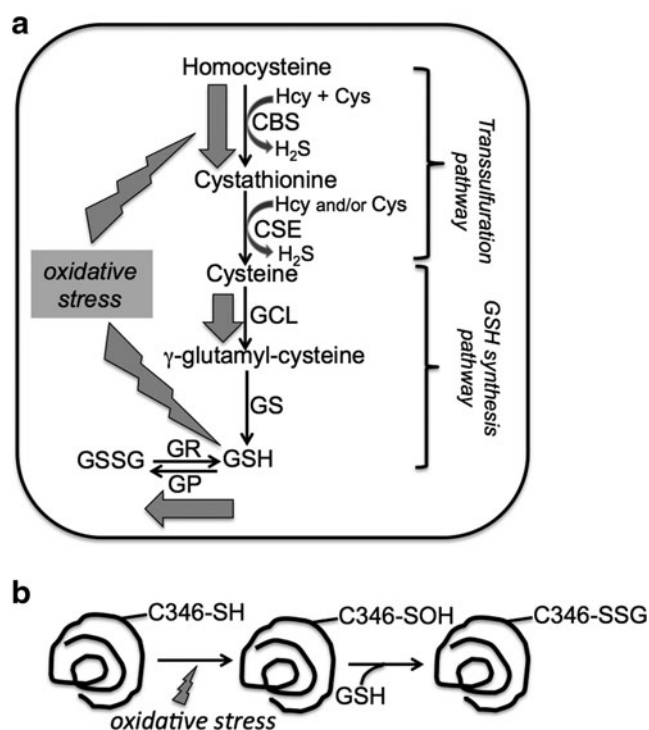 a
Homocysteine
Hcy + Cys
CBS
H₂S
Cystathionine
Hcy and/or Cys
CSE
H₂S
Cysteine
Transsulfuration
pathway
oxidative
stress
GCL
γ-glutamyl-cysteine
GS
GSH synthesis
pathway
GSSG
GR
GSH
GP
b
C346-SH
C346-SOH
C346-SSG
GSH
oxidative stress